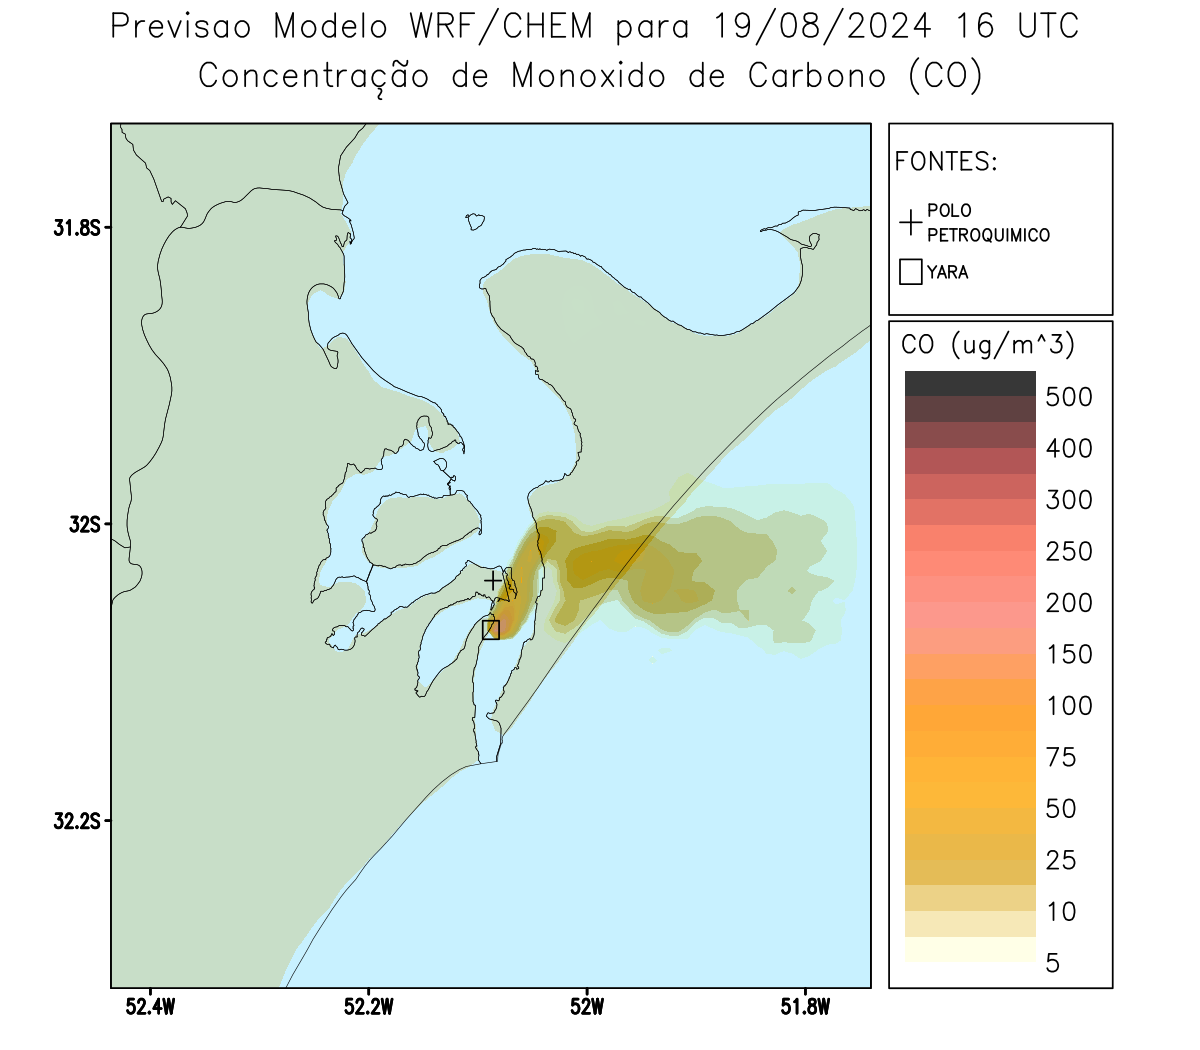 Previsao Modelo WRF/CHEM para 19/08/2024 16 UTC
Concentração de Monoxido de Carbono (CO)
FONTES:
POLO
PETROQUIMICO
YARA
CO (ug/m^3)
500
400
300
250
200
150
100
75
50
25
10
5
31.8S
32S
32.2S
52.4W
52.2W
52W
51.8W